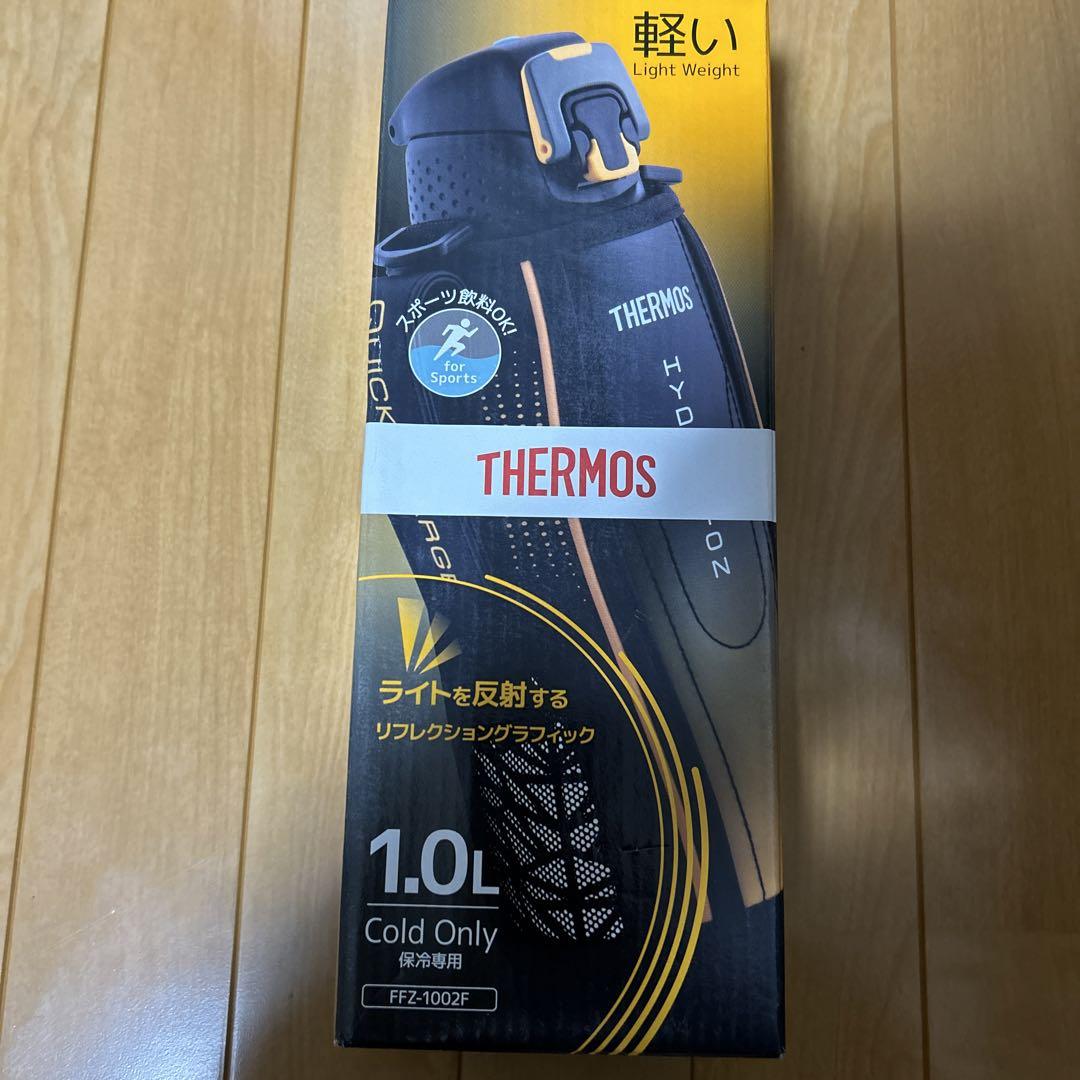 軽い
Light Weight
スポーツ飲料OK!
for
Sports
THERMOS
THERMOS
ライトを反射する
リフレクショングラフィック
1.0L
Cold Only
保冷専用
FFZ-1002F